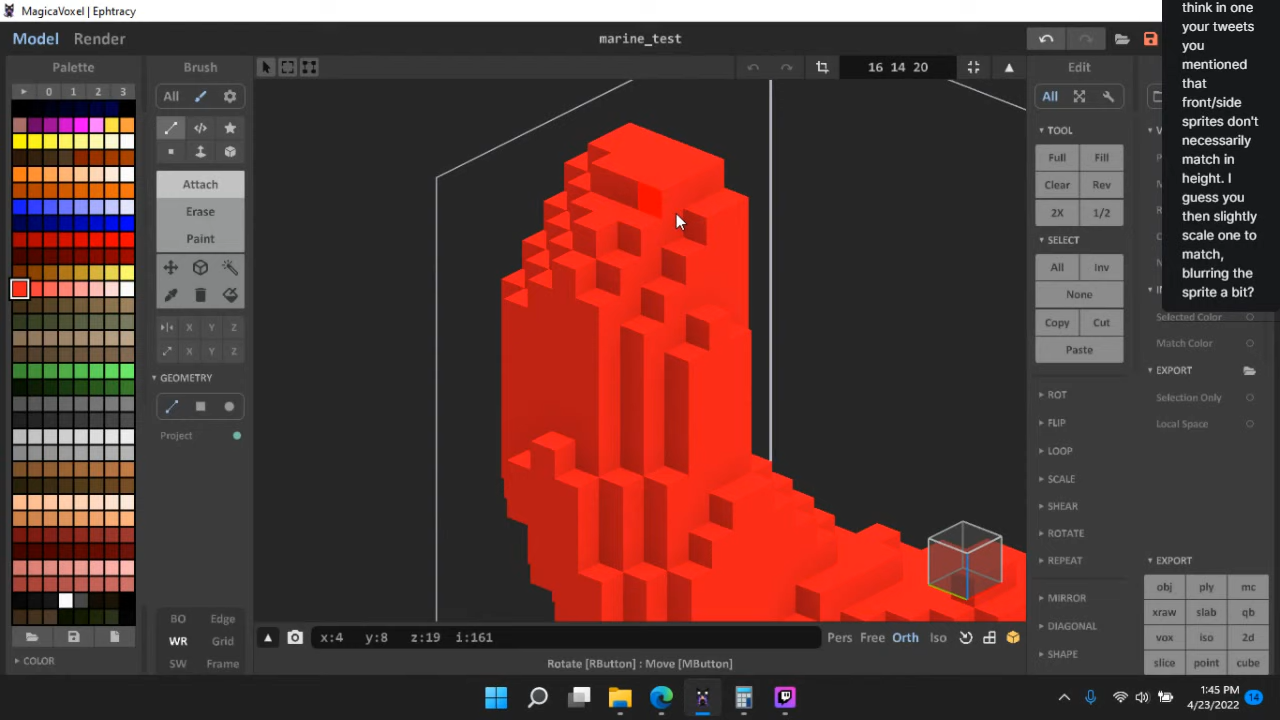 MagicaVoxel | Ephtracy
Model Render
marine_test
think in one
your tweets
you
mentioned
that
front/side
sprites don't
necessarily
match in
height. I
guess you
then slightly
scale one to
match,
blurring the
sprite a bit?
Palette
0 1 2 3
COLOR
Brush
All
Attach
Erase
Paint
X Y Z
X Y Z
GEOMETRY
Project
BO Edge
WR Grid
SW Frame
16 14 20
x:4 y:8 z:19 i:161
Pers Free Orth Iso
Rotate [RButton] : Move [MButton]
Edit
All
TOOL
Full Fill
Clear Rev
2X 1/2
SELECT
All Inv
None
Copy Cut
Paste
ROT
FLIP
LOOP
SCALE
SHEAR
ROTATE
REPEAT
MIRROR
DIAGONAL
SHAPE
Selected Color
Match Color
EXPORT
Selection Only
Local Space
EXPORT
obj ply mc
xraw slab qb
vox iso 2d
slice point cube
1:45 PM
4/23/2022
14